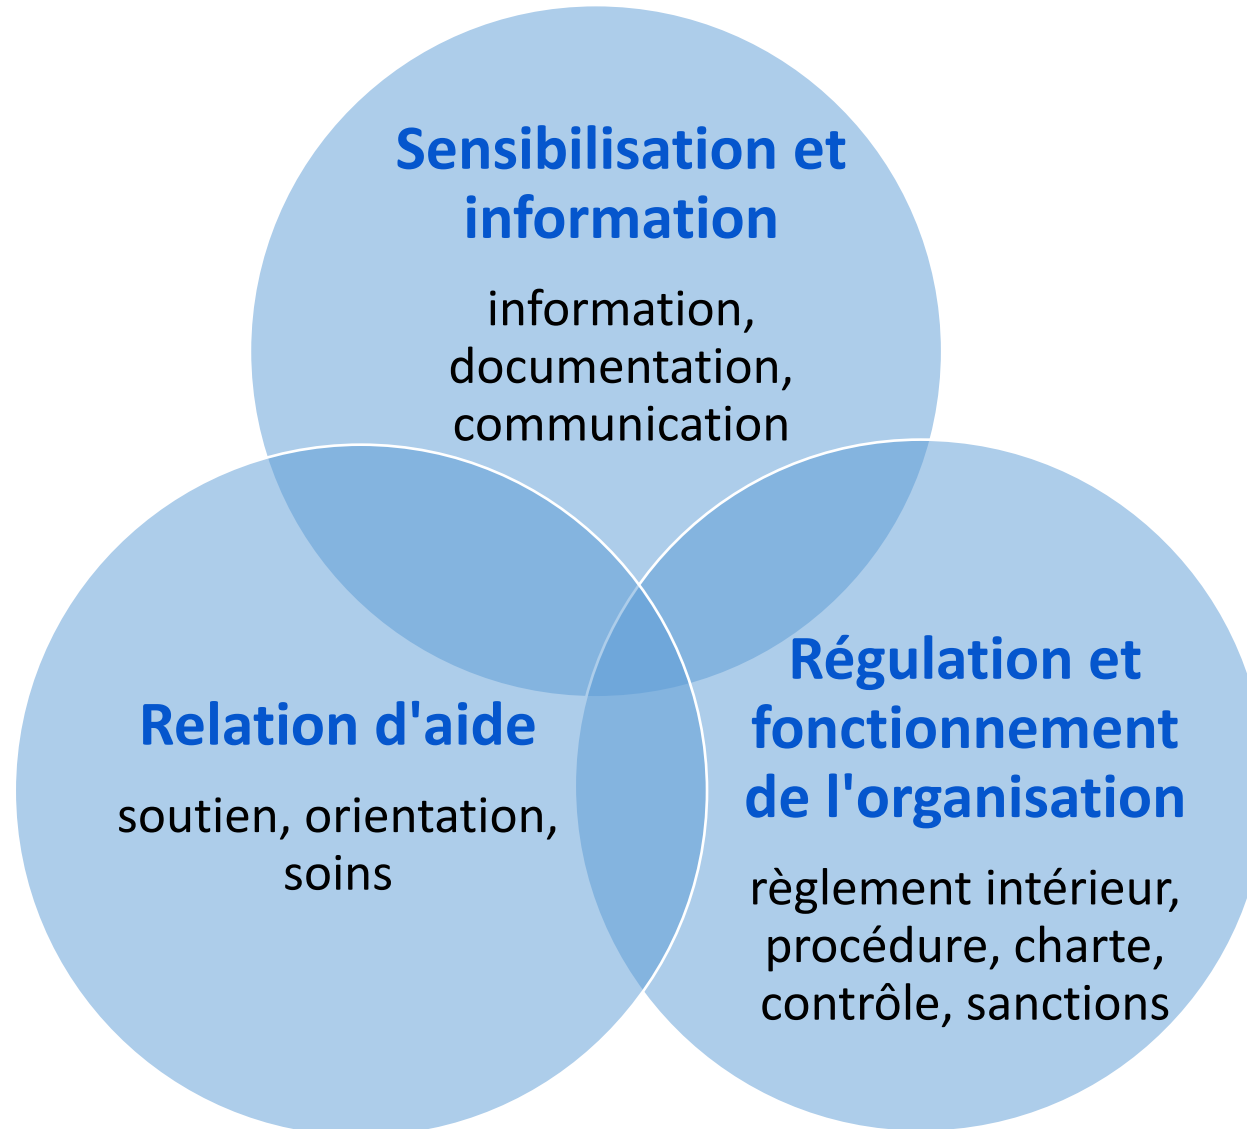 Sensibilisation et
information
information,
documentation,
communication
Relation d'aide
soutien, orientation,
soins
Régulation et
fonctionnement
de l'organisation
règlement intérieur,
procédure, charte,
contrôle, sanctions